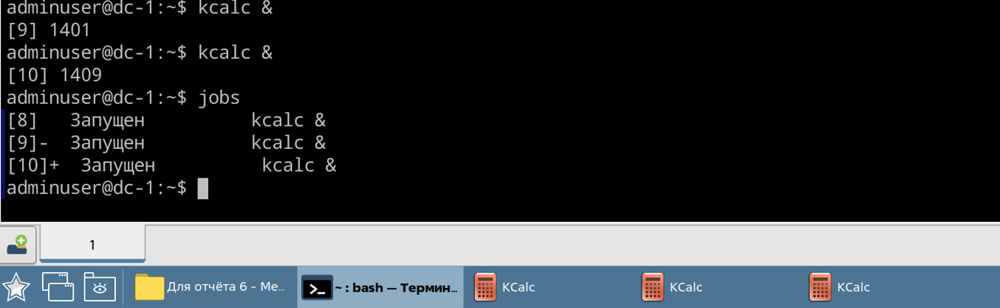 adminuser@dc-1:~$ kcalc &
[9] 1401
adminuser@dc-1:~$ kcalc &
[10] 1409
adminuser@dc-1:~$ jobs
[8]   Запущен          kcalc &
[9]-  Запущен          kcalc &
[10]+  Запущен          kcalc &
adminuser@dc-1:~$
1
Для отчёта 6 - Me... ~ : bash — Термин... KCalc KCalc KCalc